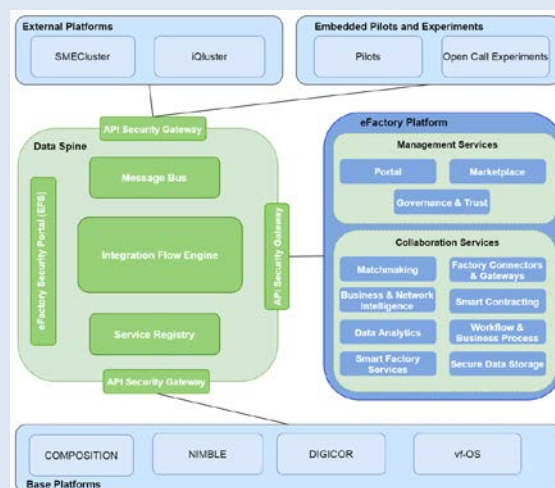 External Platforms
SMECluster
iQluster
Embedded Pilots and Experiments
Pilots
Open Call Experiments
API Security Gateway
Data Spine
Message Bus
eFactory Security Portal (EFS)
Integration Flow Engine
Service Registry
API Security Gateway
API Security Gateway
eFactory Platform
Management Services
Portal
Marketplace
Governance & Trust
Collaboration Services
Matchmaking
Factory Connectors
& Gateways
Business & Network
Intelligence
Smart Contracting
Data Analytics
Workflow &
Business Process
Smart Factory
Services
Secure Data Storage
COMPOSITION
NIMBLE
DIGICOR
vf-OS
Base Platforms